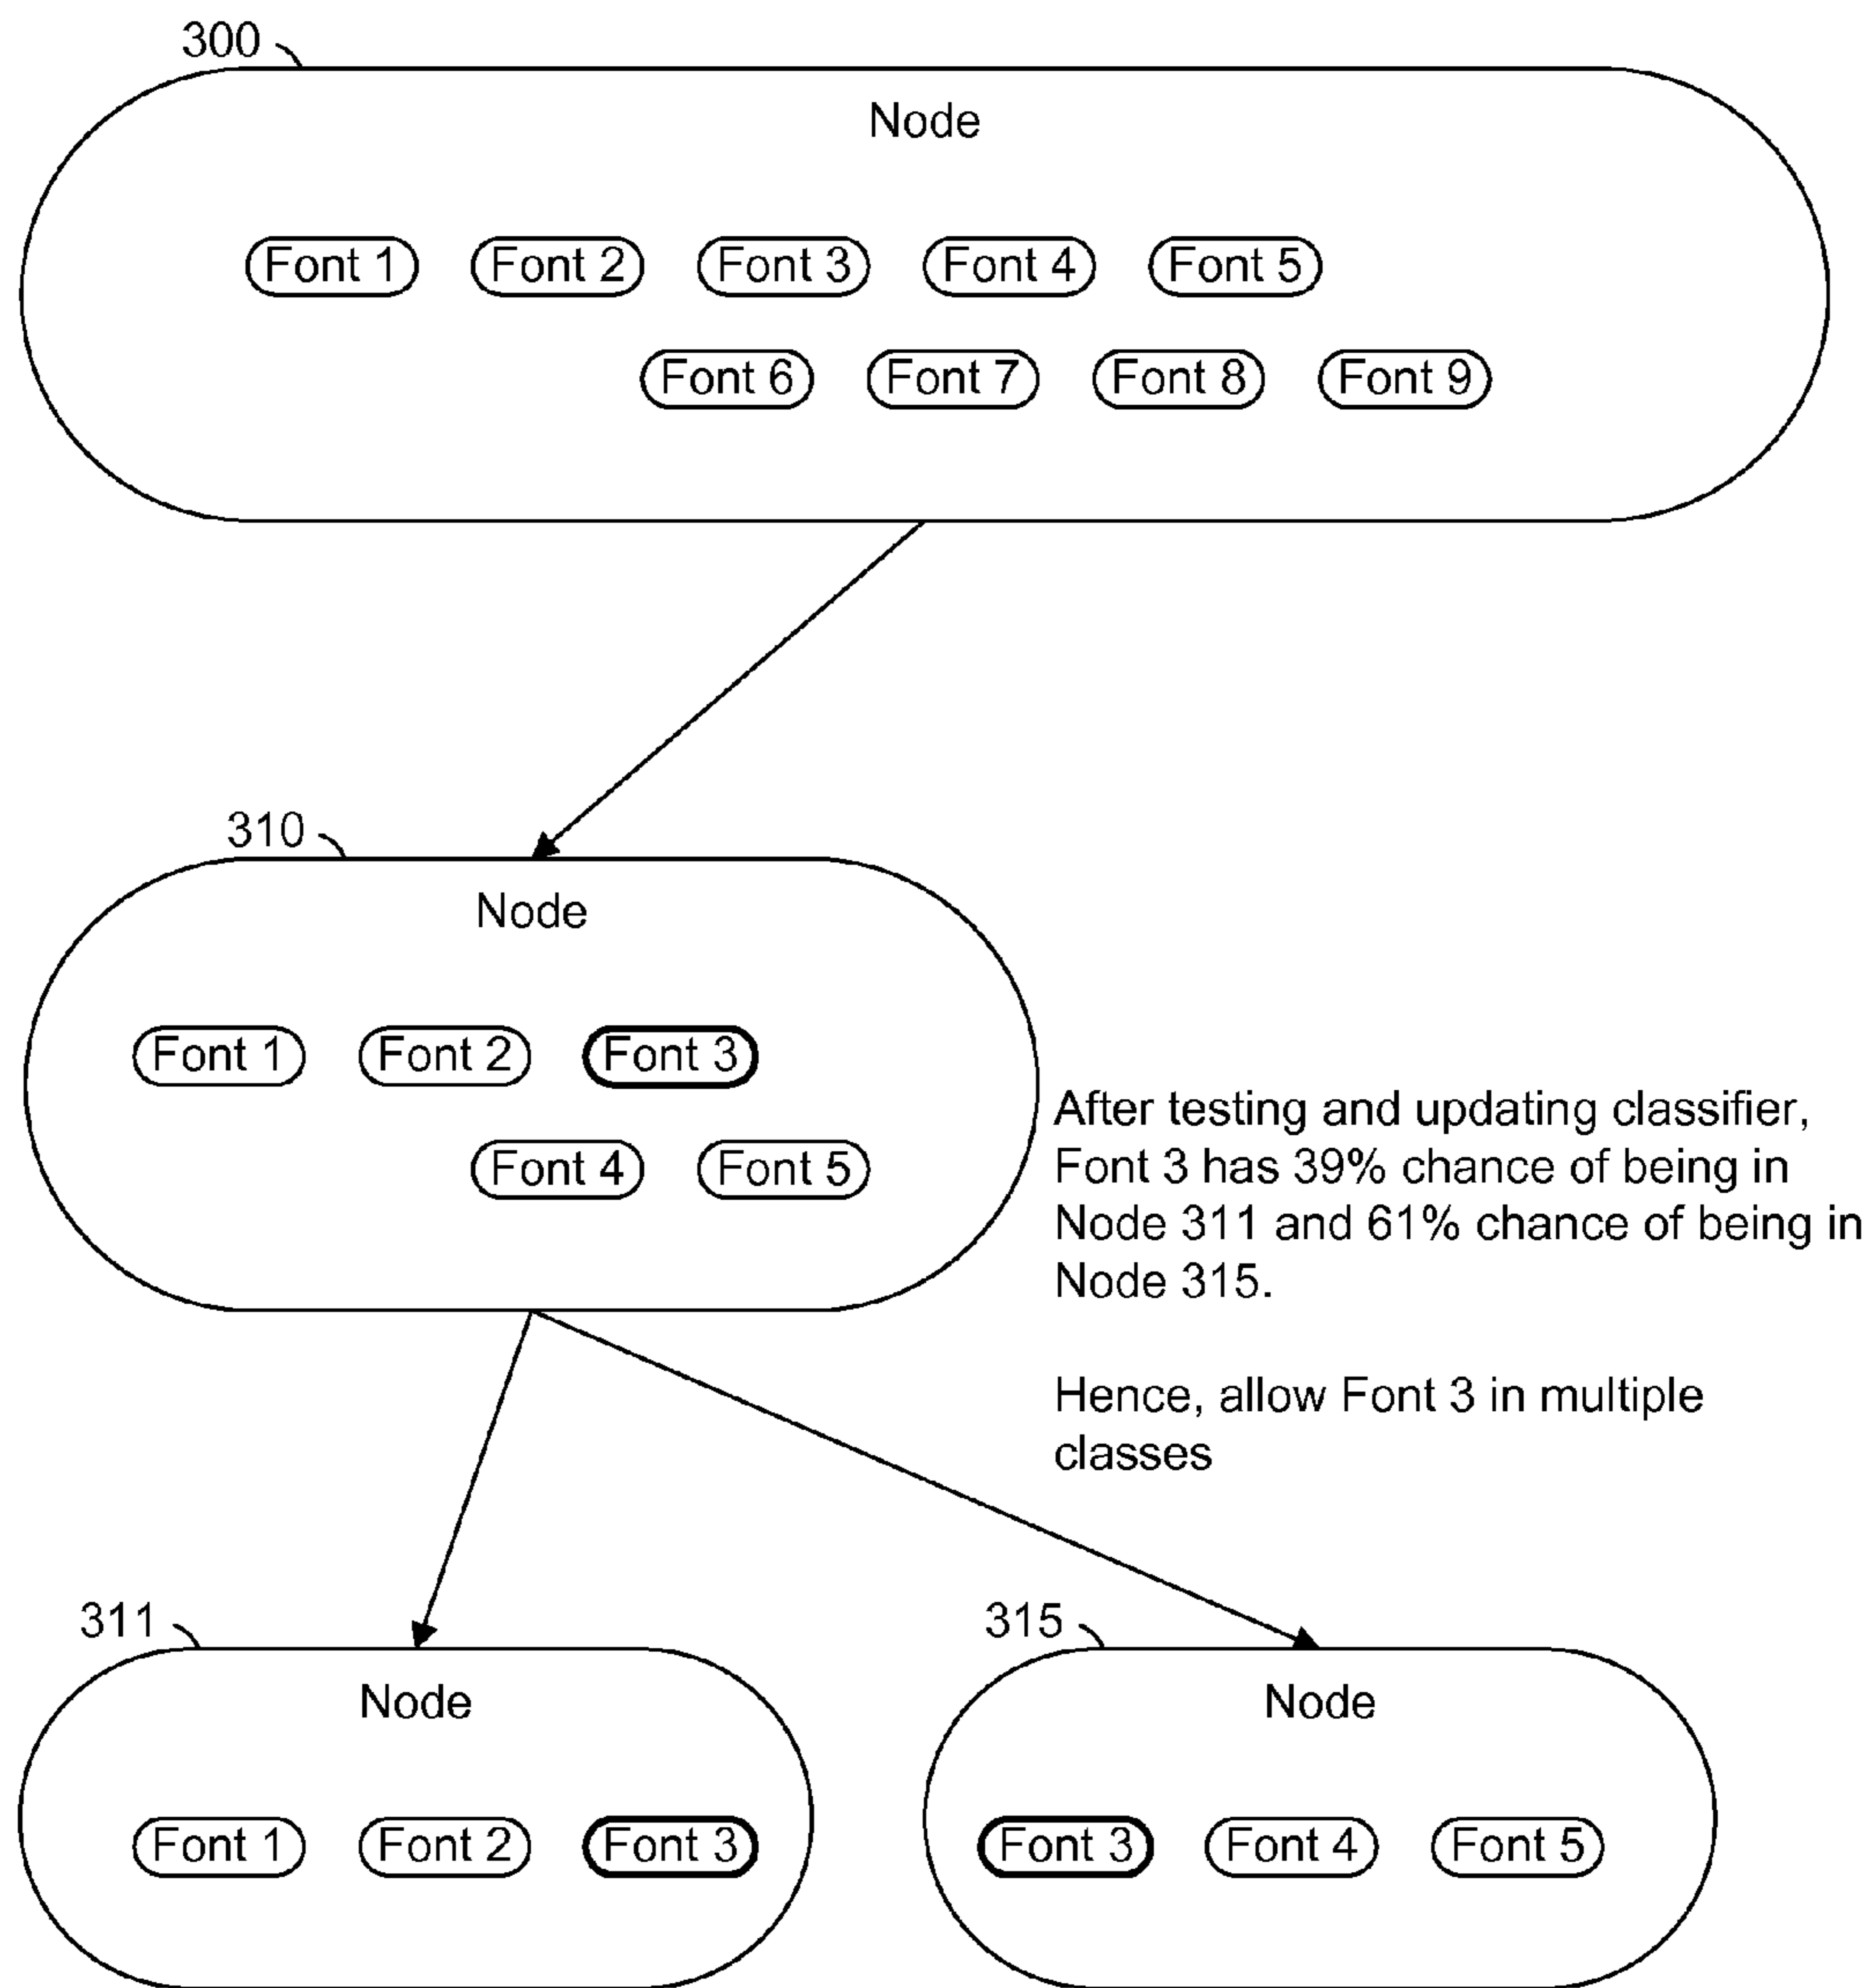 300
Node
Font 1 Font 2 Font 3 Font 4 Font 5
Font 6 Font 7 Font 8 Font 9
310
Node
Font 1 Font 2 Font 3
Font 4 Font 5
After testing and updating classifier,
Font 3 has 39% chance of being in
Node 311 and 61% chance of being in
Node 315.
Hence, allow Font 3 in multiple
classes
311
Node
Font 1 Font 2 Font 3
315
Node
Font 3 Font 4 Font 5